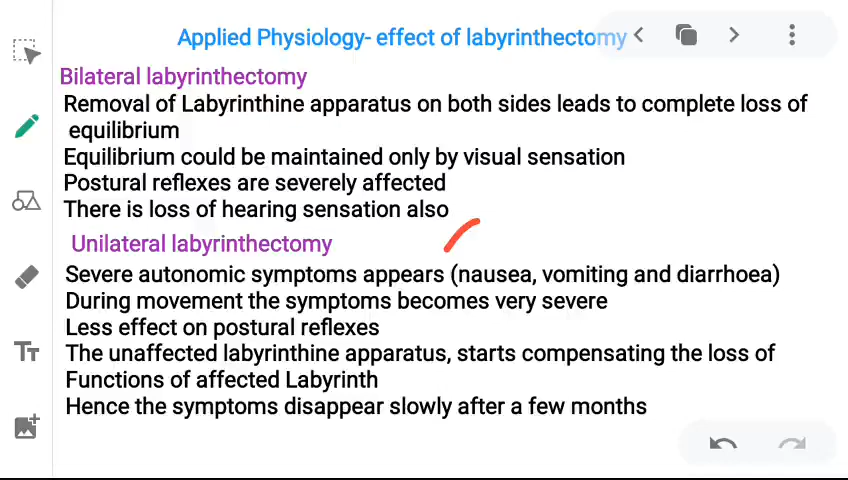 Applied Physiology- effect of labyrinthectomy
Bilateral labyrinthectomy
Removal of Labyrinthine apparatus on both sides leads to complete loss of
equilibrium
Equilibrium could be maintained only by visual sensation
Postural reflexes are severely affected
There is loss of hearing sensation also
Unilateral labyrinthectomy
Severe autonomic symptoms appears (nausea, vomiting and diarrhoea)
During movement the symptoms becomes very severe
Less effect on postural reflexes
The unaffected labyrinthine apparatus, starts compensating the loss of
Functions of affected Labyrinth
Hence the symptoms disappear slowly after a few months
TT